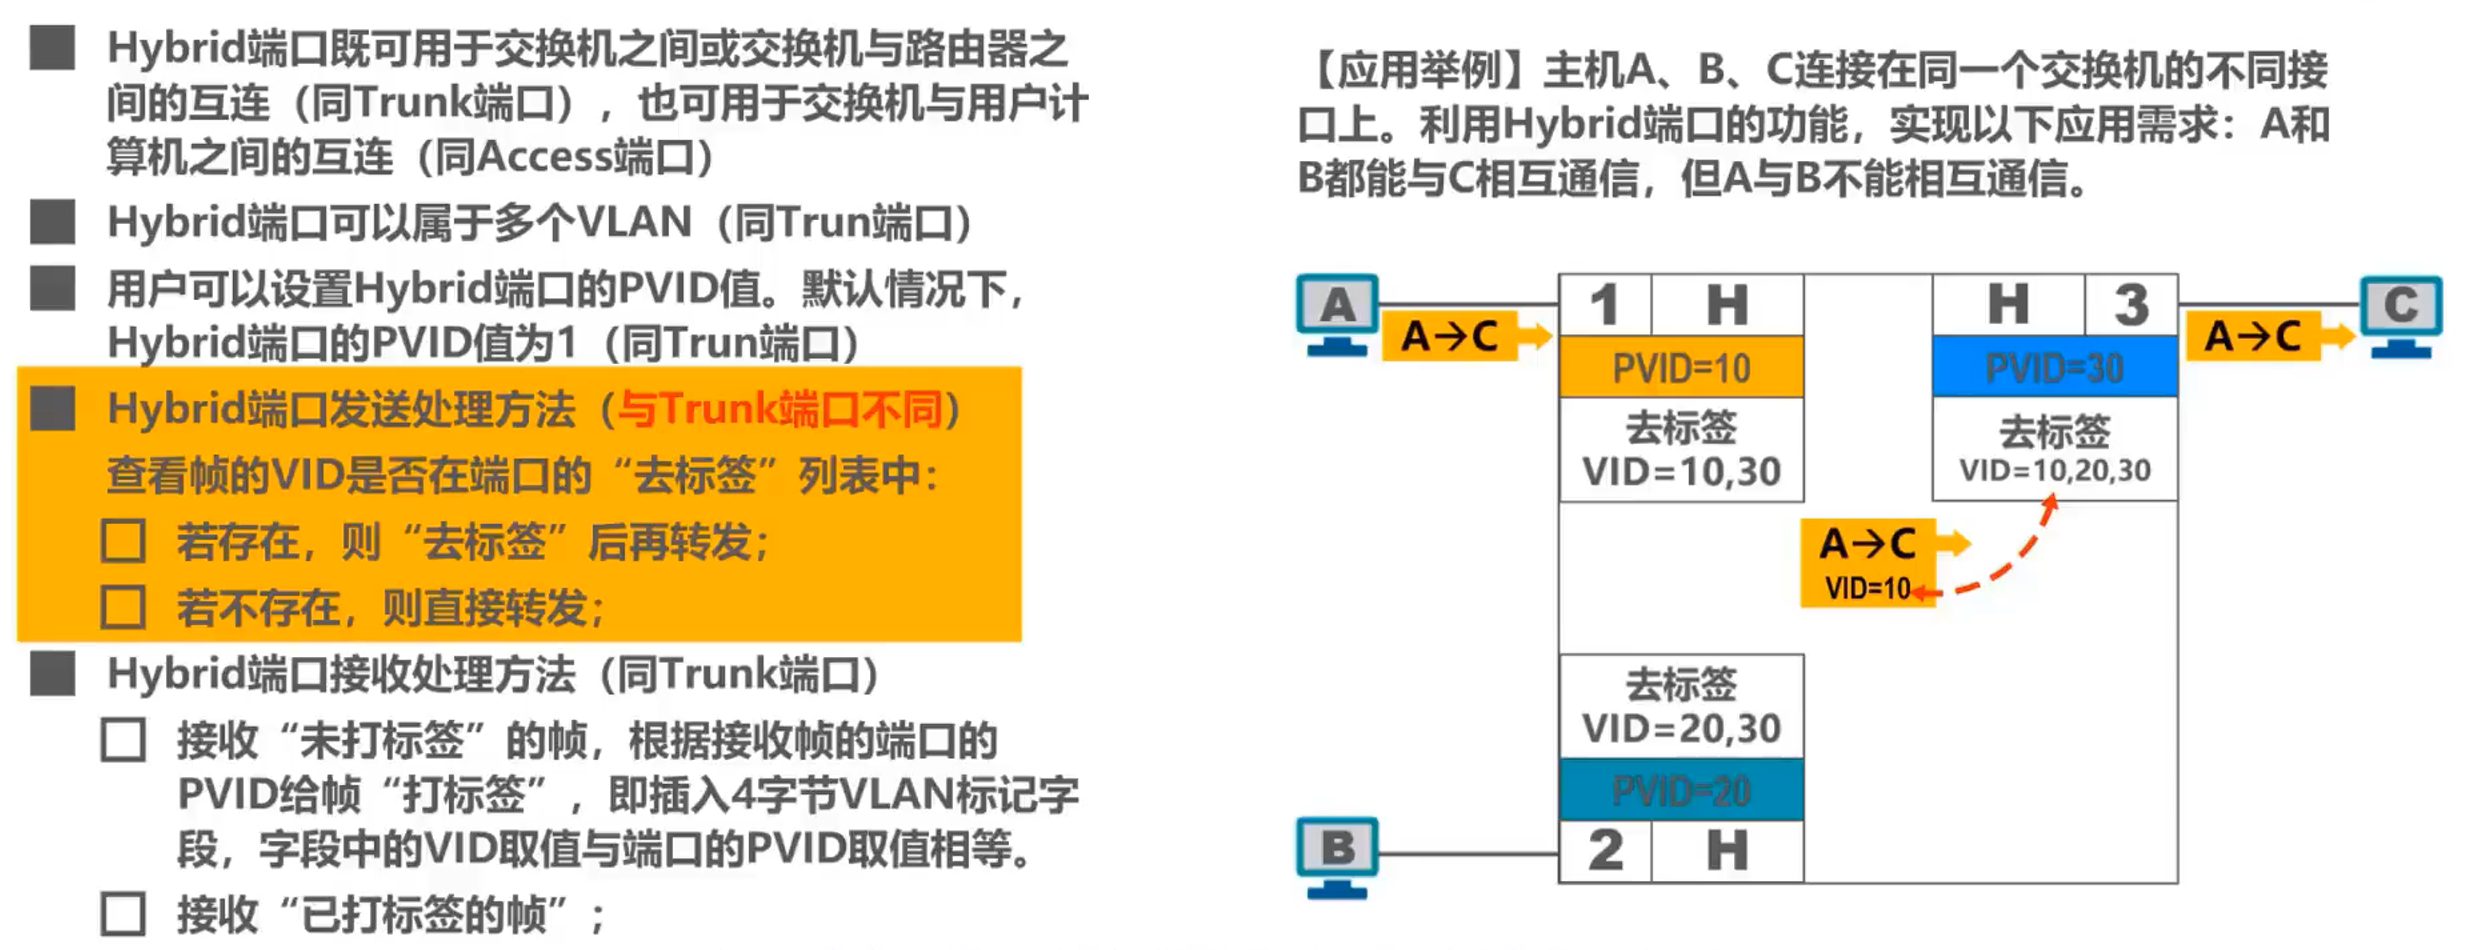 Hybrid端口既可用于交换机之间或交换机与路由器之
间的互连（同Trunk端口），也可用于交换机与用户计
算机之间的互连（同Access端口）
Hybrid端口可以属于多个VLAN（同Trun端口）
用户可以设置Hybrid端口的PVID值。默认情况下，
Hybrid端口的PVID值为1（同Trun端口）
Hybrid端口发送处理方法（与Trunk端口不同）
查看帧的VID是否在端口的“去标签”列表中：
若存在，则“去标签”后再转发；
若不存在，则直接转发；
Hybrid端口接收处理方法（同Trunk端口）
接收“未打标签”的帧，根据接收帧的端口的
PVID给帧“打标签”，即插入4字节VLAN标记字
段，字段中的VID取值与端口的PVID取值相等。
接收“已打标签的帧”；
【应用举例】主机A、B、C连接在同一个交换机的不同接
口上。利用Hybrid端口的功能，实现以下应用需求：A和
B都能与C相互通信，但A与B不能相互通信。
A
A→C
1 H
PVID=10
去标签
VID=10,30
H 3
PVID=30
去标签
VID=10,20,30
A→C
C
A→C
VID=10
去标签
VID=20,30
PVID=20
2 H
B